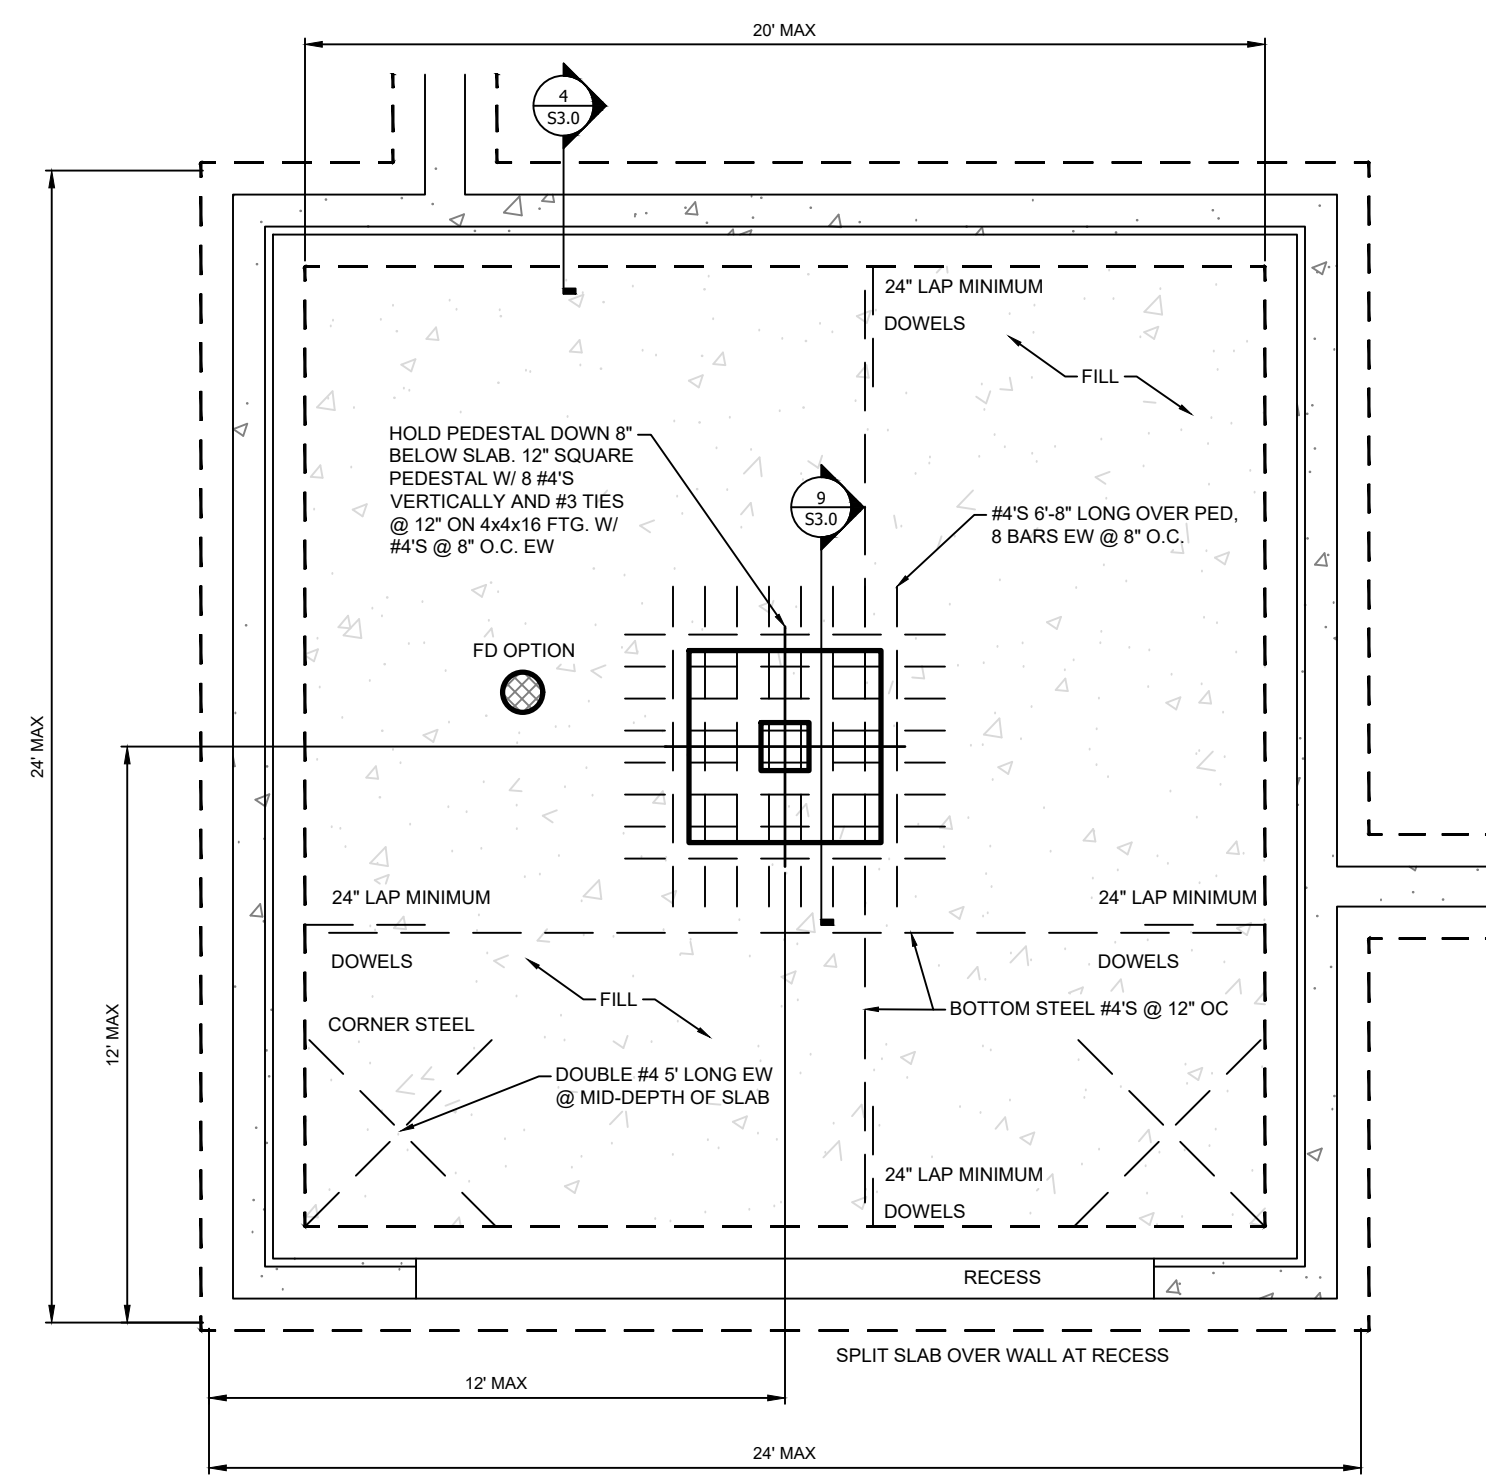 20' MAX
4
S3.0
24" LAP MINIMUM
DOWELS
FILL
HOLD PEDESTAL DOWN 8"
BELOW SLAB. 12" SQUARE
PEDESTAL W/ 8 #4'S
VERTICALLY AND #3 TIES
@ 12" ON 4x4x16 FTG. W/
#4'S @ 8" O.C. EW
9
S3.0
#4'S 6'-8" LONG OVER PED,
8 BARS EW @ 8" O.C.
FD OPTION
24' MAX
24" LAP MINIMUM
24" LAP MINIMUM
DOWELS
DOWELS
FILL
BOTTOM STEEL #4'S @ 12" OC
12' MAX
CORNER STEEL
DOUBLE #4 5' LONG EW
@ MID-DEPTH OF SLAB
24" LAP MINIMUM
DOWELS
RECESS
SPLIT SLAB OVER WALL AT RECESS
12' MAX
24' MAX